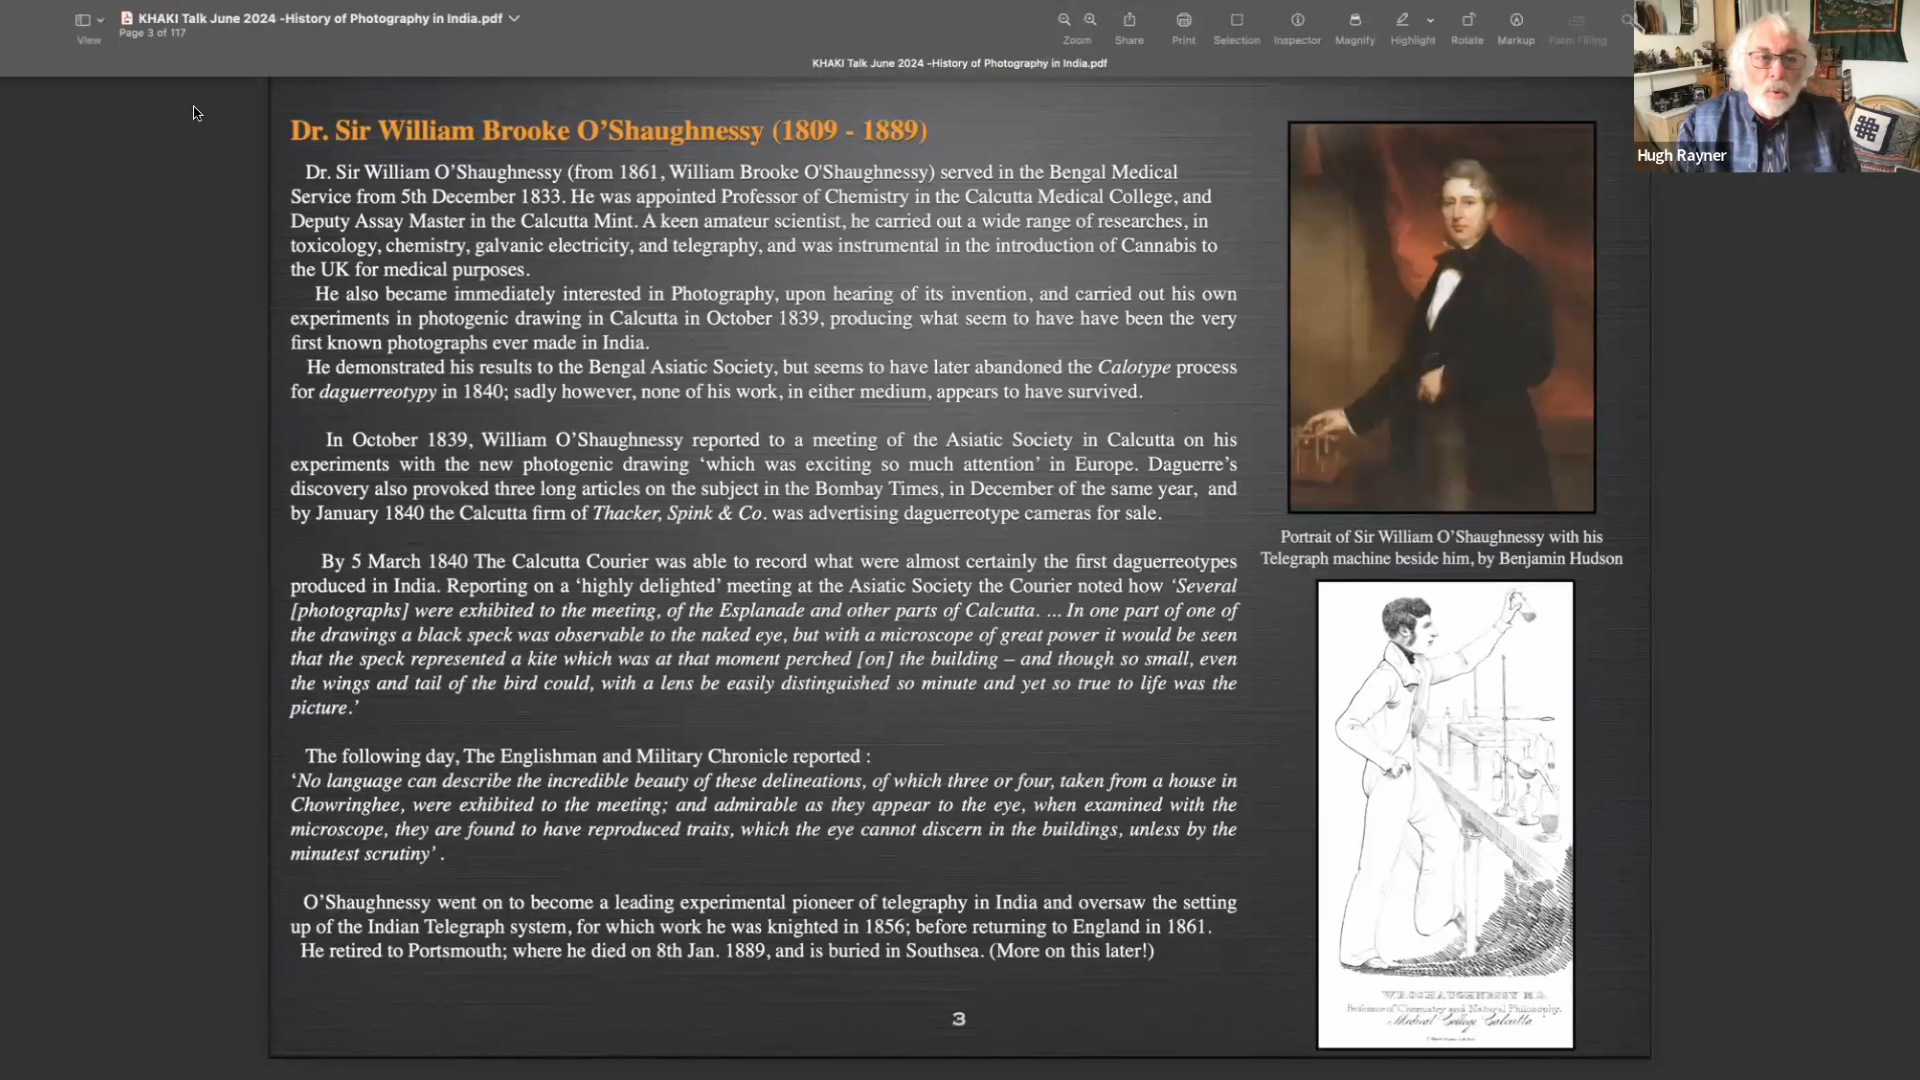 KHAKI Talk June 2024 -History of Photography in India.pdf
Page 3 of 117
View
Zoom
Share
Print
Selection
Inspector
Magnify
Highlight
Rotate
Markup
Form Filling
KHAKI Talk June 2024 -History of Photography in India.pdf
Hugh Rayner
Dr. Sir William Brooke O’Shaughnessy (1809 - 1889)
Dr. Sir William O’Shaughnessy (from 1861, William Brooke O'Shaughnessy) served in the Bengal Medical
Service from 5th December 1833. He was appointed Professor of Chemistry in the Calcutta Medical College, and
Deputy Assay Master in the Calcutta Mint. A keen amateur scientist, he carried out a wide range of researches, in
toxicology, chemistry, galvanic electricity, and telegraphy, and was instrumental in the introduction of Cannabis to
the UK for medical purposes.
He also became immediately interested in Photography, upon hearing of its invention, and carried out his own
experiments in photogenic drawing in Calcutta in October 1839, producing what seem to have have been the very
first known photographs ever made in India.
He demonstrated his results to the Bengal Asiatic Society, but seems to have later abandoned the Calotype process
for daguerreotypy in 1840; sadly however, none of his work, in either medium, appears to have survived.
In October 1839, William O’Shaughnessy reported to a meeting of the Asiatic Society in Calcutta on his
experiments with the new photogenic drawing ‘which was exciting so much attention’ in Europe. Daguerre’s
discovery also provoked three long articles on the subject in the Bombay Times, in December of the same year, and
by January 1840 the Calcutta firm of Thacker, Spink & Co. was advertising daguerreotype cameras for sale.
By 5 March 1840 The Calcutta Courier was able to record what were almost certainly the first daguerreotypes
produced in India. Reporting on a ‘highly delighted’ meeting at the Asiatic Society the Courier noted how ‘Several
[photographs] were exhibited to the meeting, of the Esplanade and other parts of Calcutta. ... In one part of one of
the drawings a black speck was observable to the naked eye, but with a microscope of great power it would be seen
that the speck represented a kite which was at that moment perched [on] the building – and though so small, even
the wings and tail of the bird could, with a lens be easily distinguished so minute and yet so true to life was the
picture.’
The following day, The Englishman and Military Chronicle reported :
‘No language can describe the incredible beauty of these delineations, of which three or four, taken from a house in
Chowringhee, were exhibited to the meeting; and admirable as they appear to the eye, when examined with the
microscope, they are found to have reproduced traits, which the eye cannot discern in the buildings, unless by the
minutest scrutiny’ .
O’Shaughnessy went on to become a leading experimental pioneer of telegraphy in India and oversaw the setting
up of the Indian Telegraph system, for which work he was knighted in 1856; before returning to England in 1861.
He retired to Portsmouth; where he died on 8th Jan. 1889, and is buried in Southsea. (More on this later!)
Portrait of Sir William O’Shaughnessy with his
Telegraph machine beside him, by Benjamin Hudson
W.B.O'SHAUGHNESSY M.D.
Professor of Chemistry and Natural Philosophy.
Medical College Calcutta
3